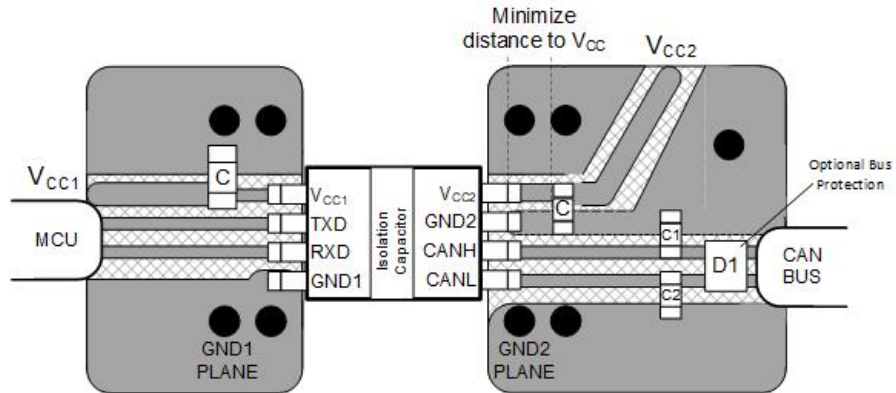 Minimize
distance to VCC
VCC2
VCC1
C
MCU
VCC1
TXD
RXD
GND1
Isolation
Capacitor
VCC2
GND2
CANH
CANL
C
C1
C2
D1
Optional Bus
Protection
CAN
BUS
GND1
PLANE
GND2
PLANE